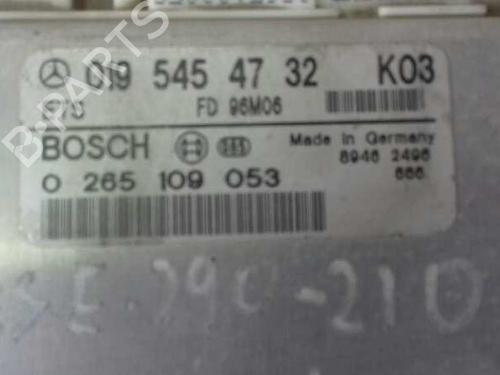 019 545 47 32 K03
FD 96M06
BOSCH
Made in Germany
0 265 109 053
8946 2496
666
290-210
B-PARTS